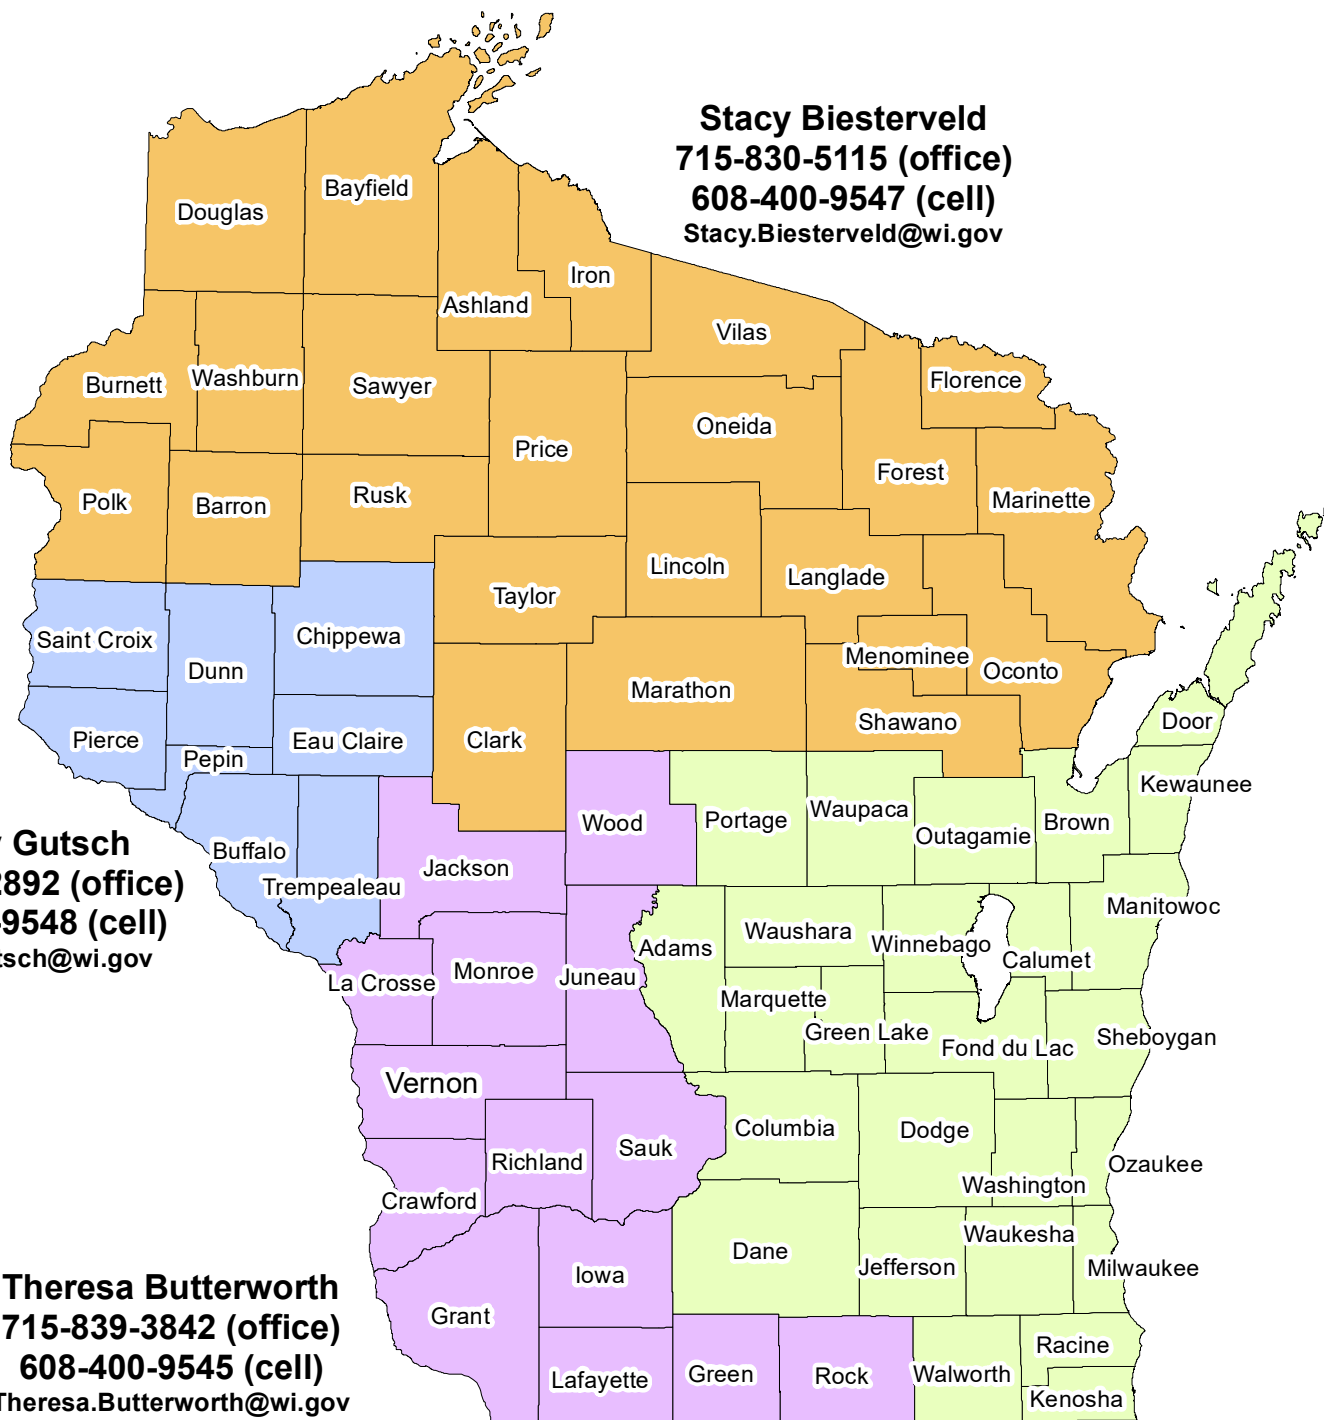 Stacy Biesterveld
715-830-5115 (office)
608-400-9547 (cell)
Stacy.Biesterveld@wi.gov
Bayfield
Douglas
Iron
Ashland
Vilas
Washburn
Burnett
Sawyer
Florence
Oneida
Price
Forest
Rusk
Marinette
Polk
Barron
Lincoln
Langlade
Taylor
Chippewa
Saint Croix
Menominee
Dunn
Oconto
Marathon
Shawano
Door
Pierce
Eau Claire
Clark
Pepin
Kewaunee
Waupaca
Portage
Wood
Brown
Outagamie
Gutsch
2892 (office)
-9548 (cell)
tsch@wi.gov
Buffalo
Jackson
Trempealeau
Manitowoc
Waushara
Winnebago
Adams
Calumet
Monroe
Juneau
La Crosse
Marquette
Green Lake
Sheboygan
Fond du Lac
Vernon
Columbia
Dodge
Sauk
Richland
Ozaukee
Washington
Crawford
Waukesha
Dane
Jefferson
Milwaukee
Iowa
Grant
Theresa Butterworth
715-839-3842 (office)
608-400-9545 (cell)
Theresa.Butterworth@wi.gov
Racine
Green
Rock
Walworth
Lafayette
Kenosha